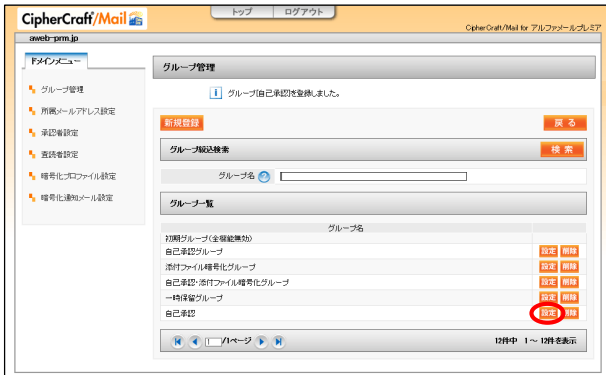 CipherCraft/Mail
トップ
ログアウト
CipherCraft/Mail for アルファメールプレミア
aweb-prm.jp
ドメインメニュー
グループ管理
所属メールアドレス設定
承認者設定
査読者設定
暗号化プロファイル設定
暗号化通知メール設定
グループ管理
i グループ[自己承認]を登録しました。
新規登録
戻る
グループ絞込検索
検索
グループ名
グループ一覧
グループ名
初期グループ(全機能無効)
自己承認グループ 設定 削除
添付ファイル暗号化グループ 設定 削除
自己承認・添付ファイル暗号化グループ 設定 削除
一時保留グループ 設定 削除
自己承認 設定 削除
1 /1ページ
12件中 1～12件を表示